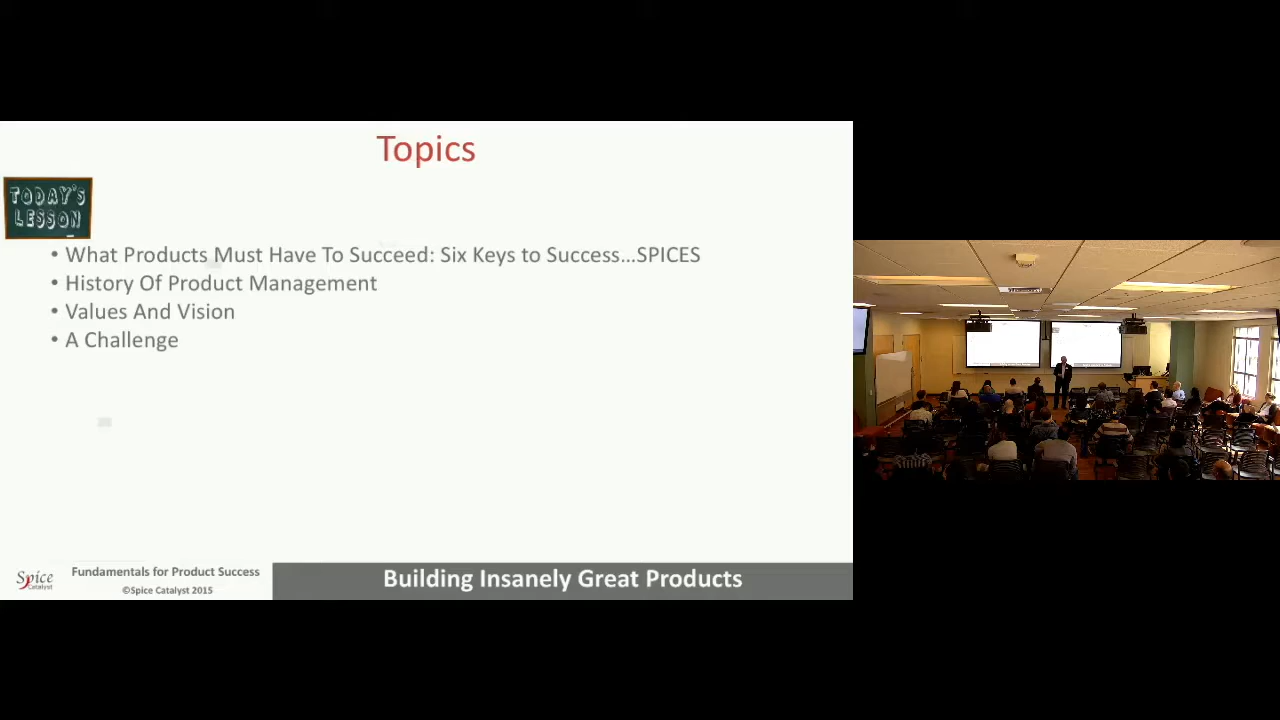 Topics
TODAY'S
LESSON
• What Products Must Have To Succeed: Six Keys to Success...SPICES
• History Of Product Management
• Values And Vision
• A Challenge
Spice
Catalyst
Fundamentals for Product Success
©Spice Catalyst 2015
Building Insanely Great Products